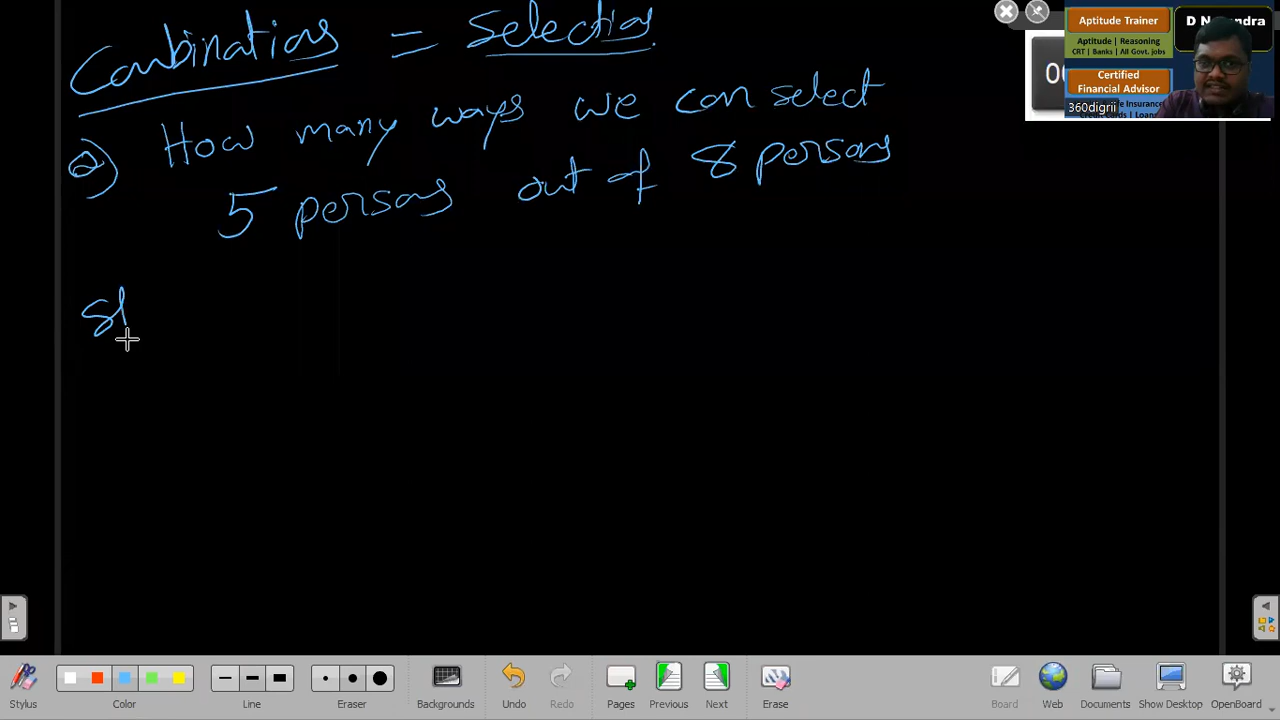 Combinations = Selections.
Q) How many ways we can select
5 persons out of 8 persons
Sl
Aptitude Trainer
Aptitude | Reasoning
CRT | Banks | All Govt. jobs
Certified
Financial Advisor
360digrii
Stylus
Color
Line
Eraser
Backgrounds
Undo
Redo
Pages
Previous
Next
Erase
Board
Web
Documents
Show Desktop
OpenBoard